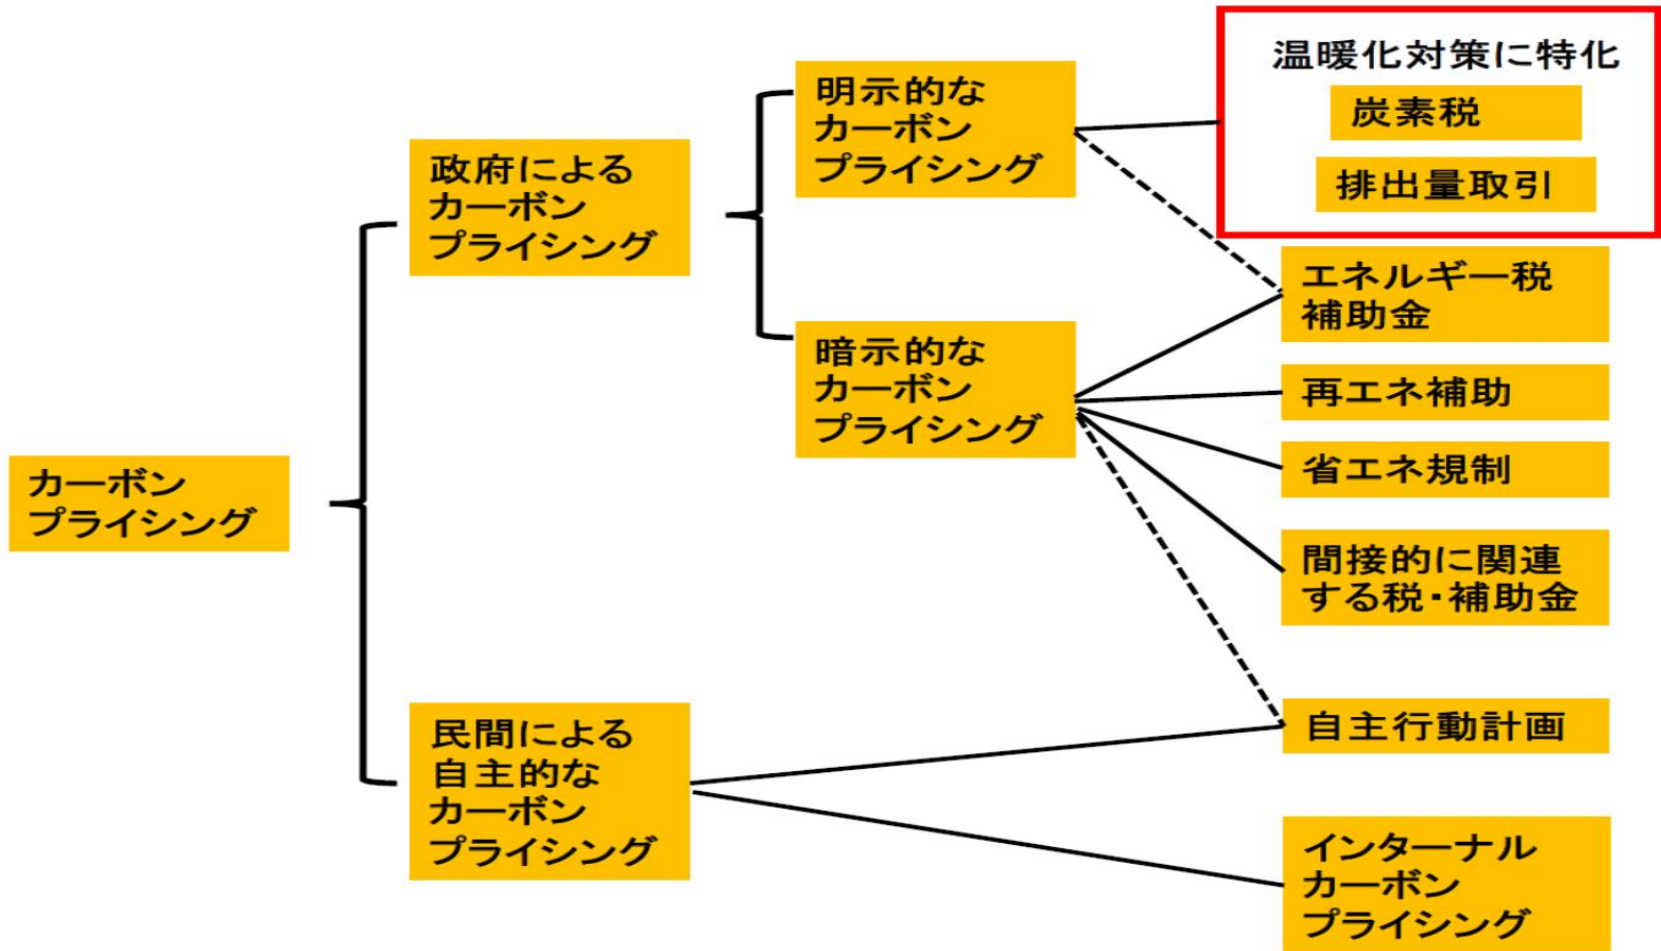 温暖化対策に特化
炭素税
排出量取引
明示的な
カーボン
プライシング
政府による
カーボン
プライシング
エネルギー税
補助金
暗示的な
カーボン
プライシング
再エネ補助
省エネ規制
カーボン
プライシング
間接的に関連
する税・補助金
民間による
自主的な
カーボン
プライシング
自主行動計画
インターナル
カーボン
プライシング